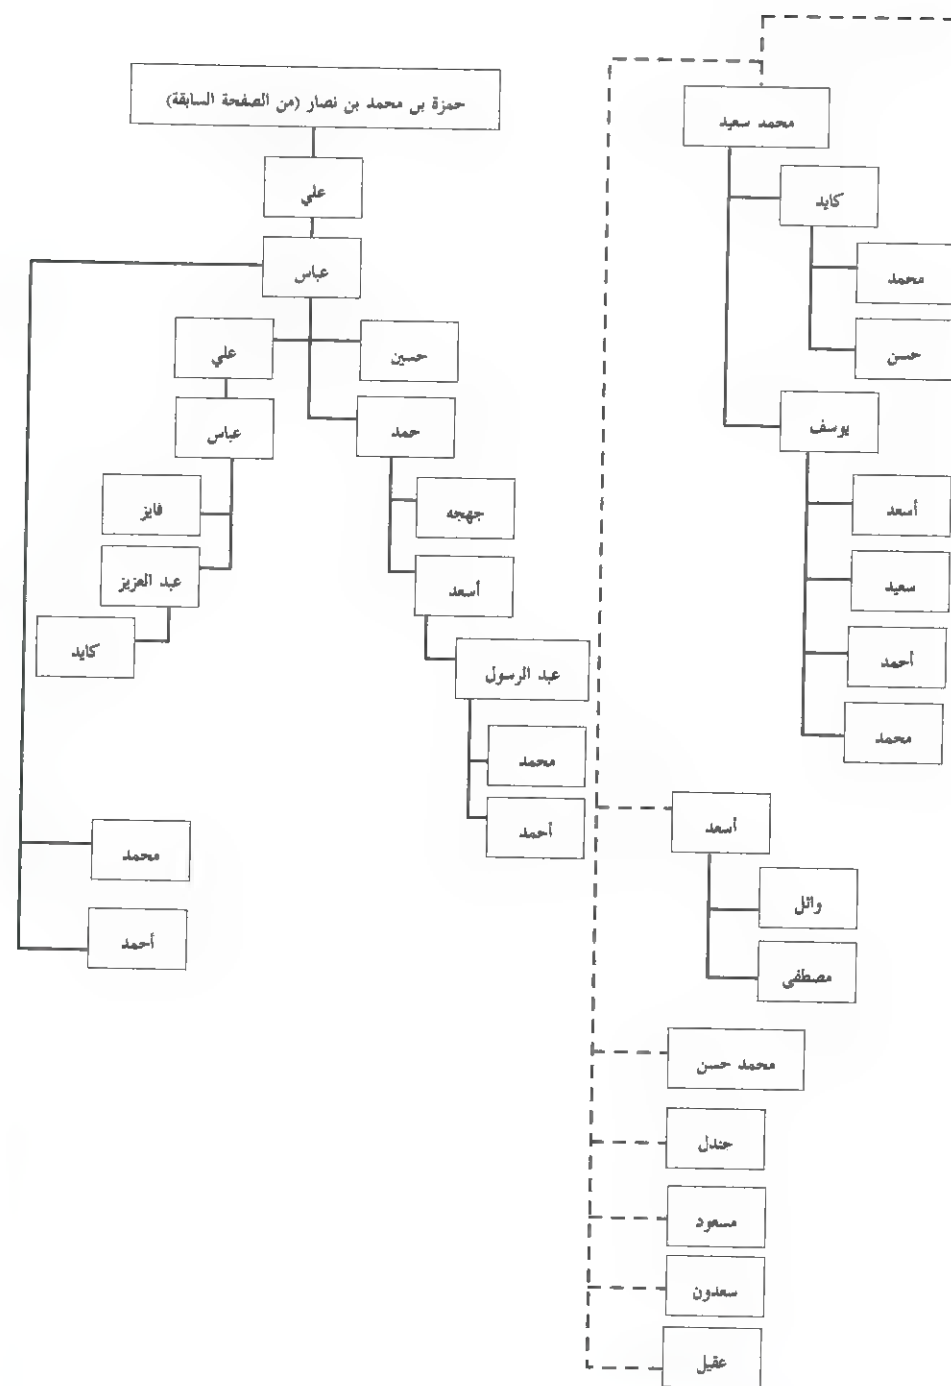 حمزة بن محمد بن نصار (من الصفحة السابقة)
علي
عباس
حسين
علي
حمد
عباس
جهجه
فايز
أسعد
عبد العزيز
عبد الرسول
كايد
محمد
أحمد
محمد
أحمد
محمد سعيد
كايد
محمد
حسن
يوسف
أسعد
سعيد
أحمد
محمد
أسعد
وائل
مصطفى
محمد حسن
جندل
مسعود
سعدون
عقيل